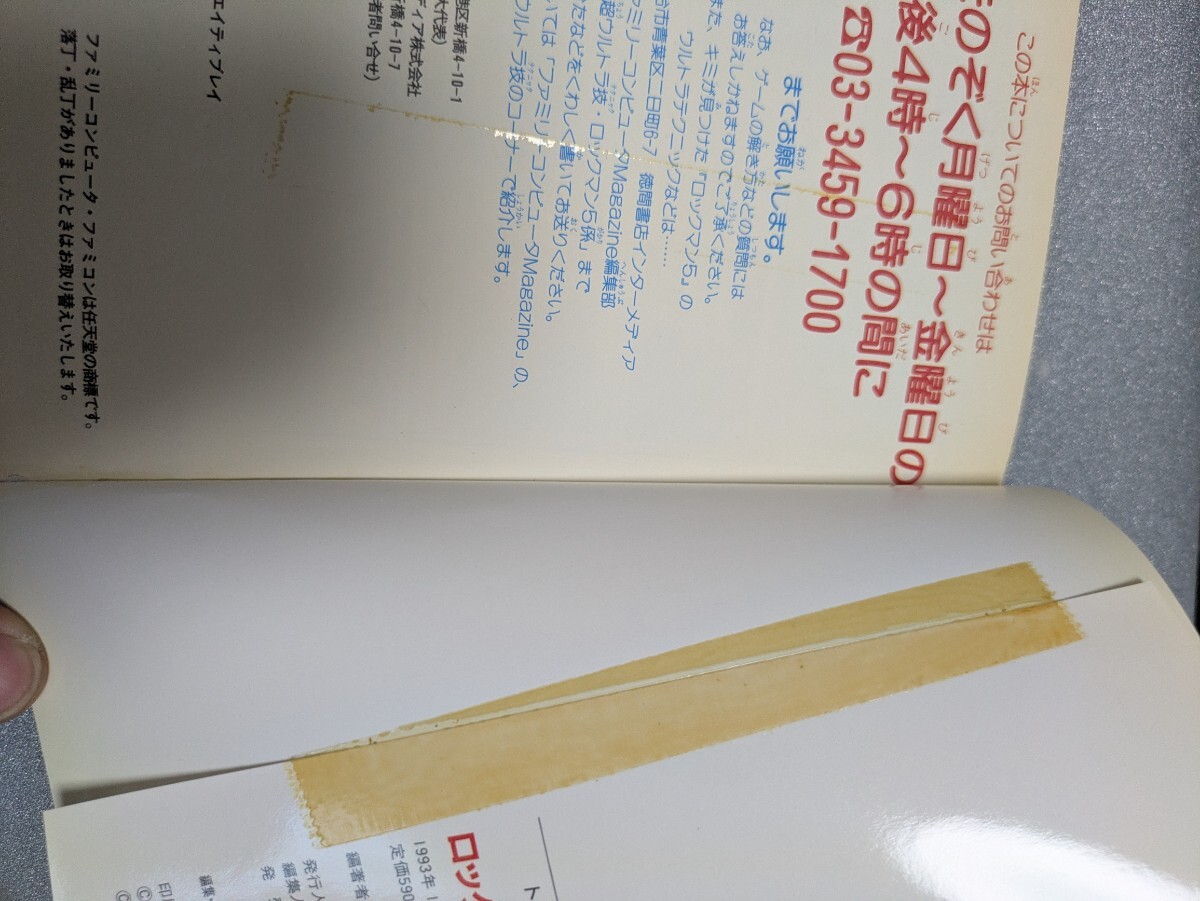 この本についてのお問い合わせは
のぞく月曜日〜金曜日の
後4時〜6時の間に
☎03-3459-1700
までお願いします。
なお、ゲームの解き方などの質問には
お答えしかねますのでご了承ください。
また、キミが見つけた『ロックマン5』の
ウルトラテクニックなどは……
台市青葉区二日町6-7 徳間書店インターメディア
ァミリーコンピュータMagazine編集部
超ウルトラ技・ロックマン5係」まで
たなどをくわしく書いてお送りください。
いては「ファミリーコンピュータMagazine」の、
ウルトラ技のコーナーで紹介します。
区新橋4-10-1
大代表)
ディア株式会社
橋4-10-7
者問い合せ)
エイティブレイ
ファミリーコンピュータ・ファミコンは任天堂の商標です。
落丁・乱丁がありましたときはお取り替えいたします。
ロッ
1993年
定価590
編著者
発行人
編集人
発
編集
印
©
©